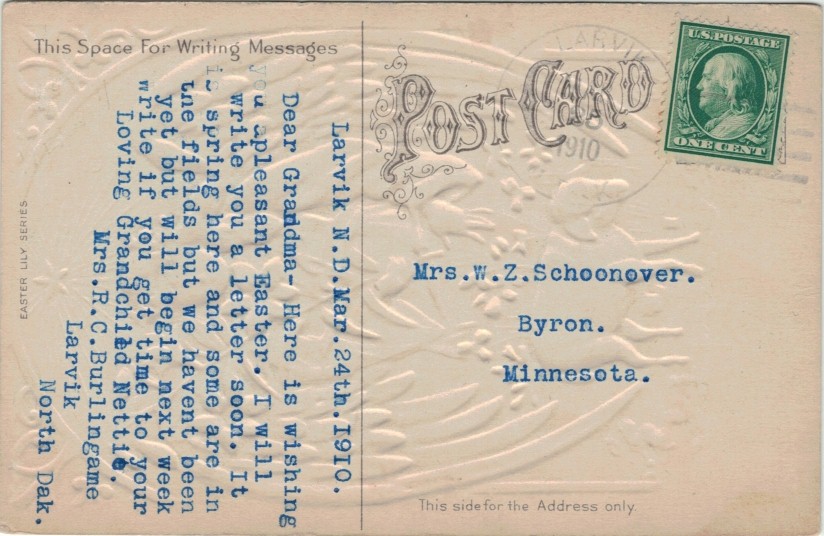 This Space For Writing Messages
Larvik N.D.Mar.24th.1910.
Dear Grandma- Here is wishing
you apleasant Easter. I will
write you a letter soon. It
is spring here and some are in
the fields but we havent been
yet but will begin next week
write if you get time to your
Loving Grandchild Nettie.
Mrs.R.C.Burlingame
Larvik
North Dak.
EASTER LILY SERIES
POST CARD
LARVIK
1910
U.S. POSTAGE
ONE CENT
Mrs.W.Z.Schoonover.
Byron.
Minnesota.
This side for the Address only.